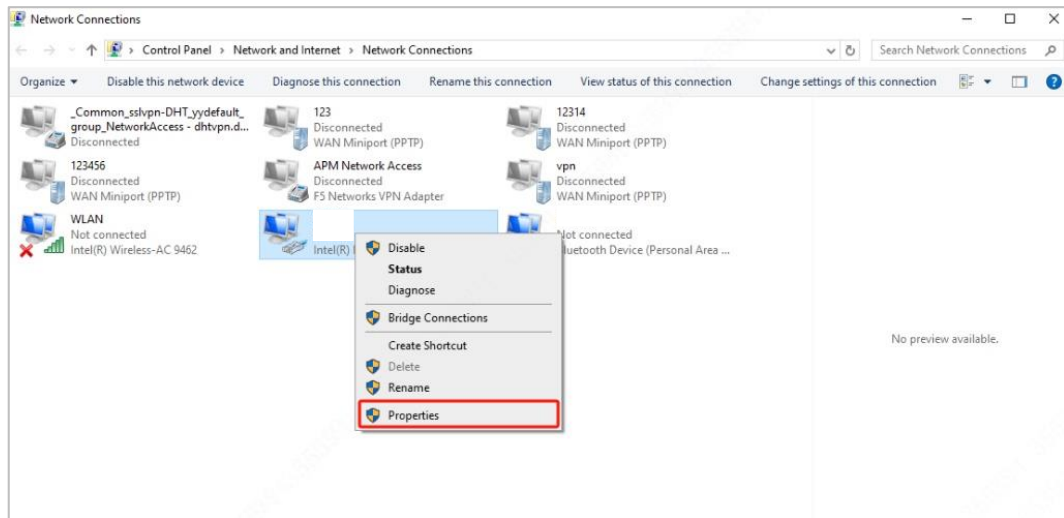 Network Connections
Control Panel › Network and Internet › Network Connections
Search Network Connections
Organize Disable this network device Diagnose this connection Rename this connection View status of this connection Change settings of this connection
_Common_sslvpn-DHT_yydefault_
group_NetworkAccess - dhtvpn.d...
Disconnected
123
Disconnected
WAN Miniport (PPTP)
12314
Disconnected
WAN Miniport (PPTP)
123456
Disconnected
WAN Miniport (PPTP)
APM Network Access
Disconnected
F5 Networks VPN Adapter
vpn
Disconnected
WAN Miniport (PPTP)
WLAN
Not connected
Intel(R) Wireless-AC 9462
Intel(R)
Not connected
Device (Personal Area ...
Disable
Status
Diagnose
Bridge Connections
Create Shortcut
Delete
Rename
Properties
No preview available.